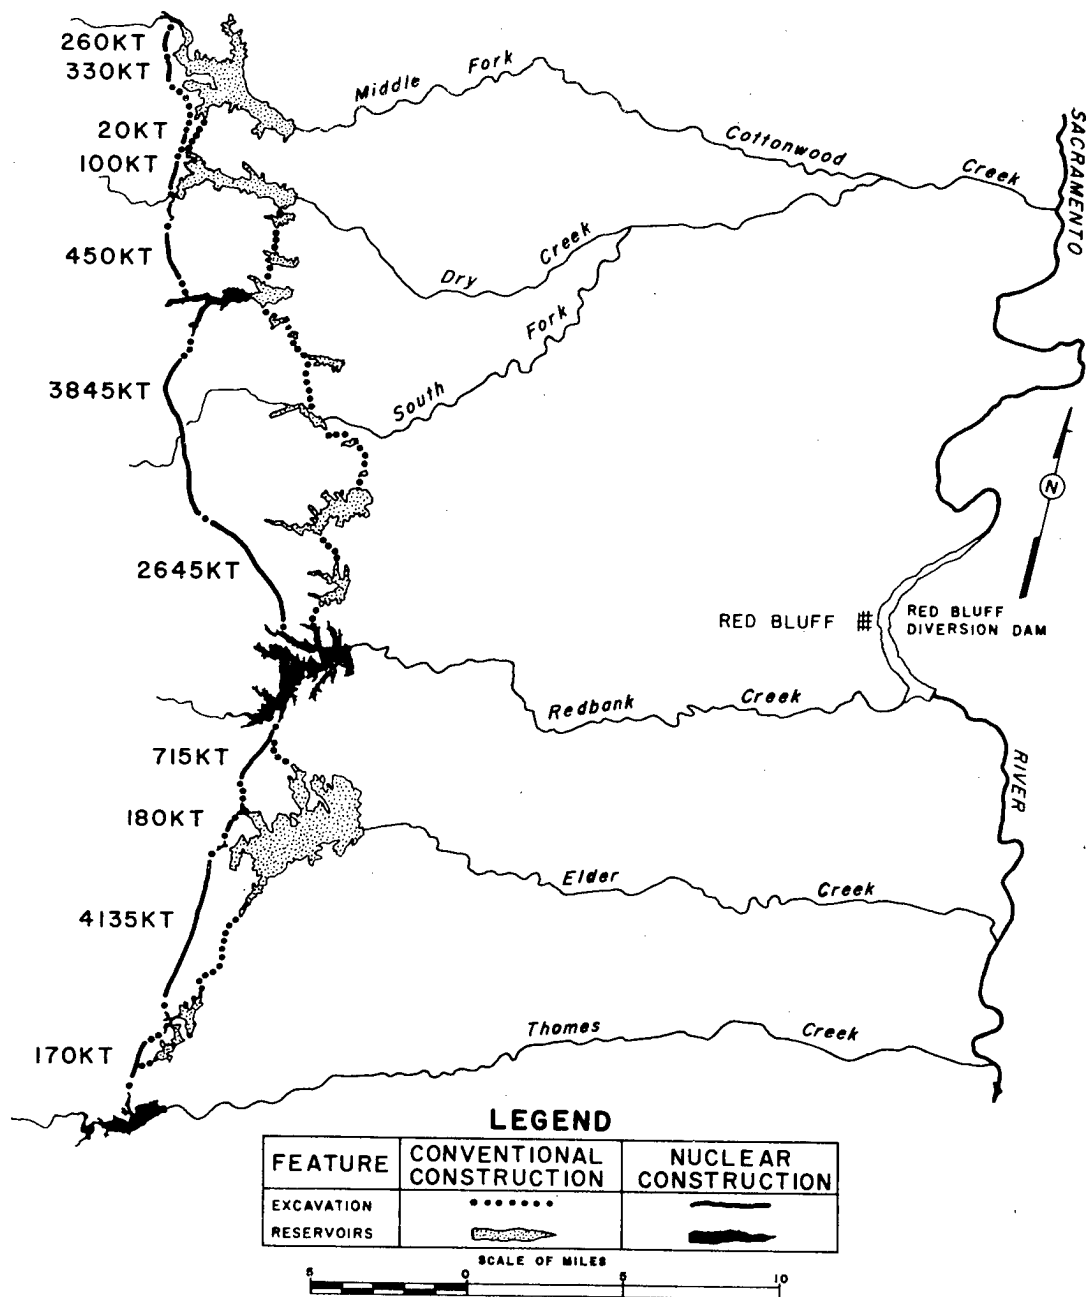 260KT
330KT
20KT
100KT
450KT
3845KT
2645KT
715KT
180KT
4135KT
170KT
Middle Fork Cottonwood Creek
Dry Creek
South Fork
SACRAMENTO RIVER
N
RED BLUFF
RED BLUFF
DIVERSION DAM
Redbank Creek
Elder Creek
Thomes Creek
LEGEND
FEATURE
CONVENTIONAL
CONSTRUCTION
NUCLEAR
CONSTRUCTION
EXCAVATION
RESERVOIRS
SCALE OF MILES
5 0 5 10